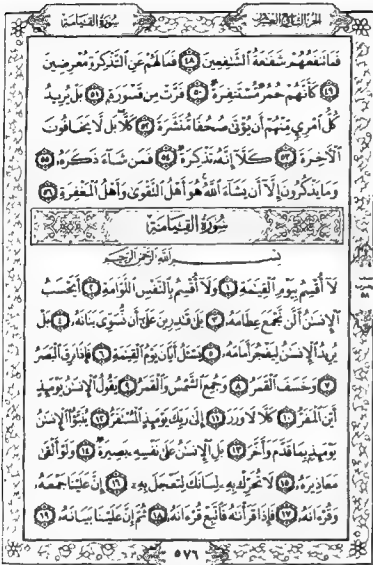 الجزء التاسع والعشرون
سُورَةُ الْقِيَامَةِ
فَمَا تَنفَعُهُمْ شَفَٰعَةُ ٱلشَّٰفِعِينَ ٤٨ فَمَا لَهُمْ عَنِ ٱلتَّذْكِرَةِ مُعْرِضِينَ
٤٩ كَأَنَّهُمْ حُمُرٌ مُّسْتَنفِرَةٌ ٥٠ فَرَّتْ مِن قَسْوَرَةٍ ٥١ بَلْ يُرِيدُ
كُلُّ ٱمْرِئٍ مِّنْهُمْ أَن يُؤْتَىٰ صُحُفًا مُّنَشَّرَةً ٥٢ كَلَّا بَل لَّا يَخَافُونَ
ٱلْـَٔاخِرَةَ ٥٣ كَلَّآ إِنَّهُۥ تَذْكِرَةٌ ٥٤ فَمَن شَآءَ ذَكَرَهُۥ ٥٥
وَمَا يَذْكُرُونَ إِلَّآ أَن يَشَآءَ ٱللَّهُ هُوَ أَهْلُ ٱلتَّقْوَىٰ وَأَهْلُ ٱلْمَغْفِرَةِ ٥٦
سُورَةُ الْقِيَامَةِ
بِسْمِ ٱللَّهِ ٱلرَّحْمَٰنِ ٱلرَّحِيمِ
لَآ أُقْسِمُ بِيَوْمِ ٱلْقِيَٰمَةِ ١ وَلَآ أُقْسِمُ بِٱلنَّفْسِ ٱللَّوَّامَةِ ٢ أَيَحْسَبُ
ٱلْإِنسَٰنُ أَلَّن نَّجْمَعَ عِظَامَهُۥ ٣ بَلَىٰ قَٰدِرِينَ عَلَىٰٓ أَن نُّسَوِّىَ بَنَانَهُۥ ٤ بَلْ
يُرِيدُ ٱلْإِنسَٰنُ لِيَفْجُرَ أَمَامَهُۥ ٥ يَسْـَٔلُ أَيَّانَ يَوْمُ ٱلْقِيَٰمَةِ ٦ فَإِذَا بَرِقَ ٱلْبَصَرُ
٧ وَخَسَفَ ٱلْقَمَرُ ٨ وَجُمِعَ ٱلشَّمْسُ وَٱلْقَمَرُ ٩ يَقُولُ ٱلْإِنسَٰنُ يَوْمَئِذٍ
أَيْنَ ٱلْمَفَرُّ ١٠ كَلَّا لَا وَزَرَ ١١ إِلَىٰ رَبِّكَ يَوْمَئِذٍ ٱلْمُسْتَقَرُّ ١٢ يُنَبَّؤُا۟ ٱلْإِنسَٰنُ
يَوْمَئِذٍۭ بِمَا قَدَّمَ وَأَخَّرَ ١٣ بَلِ ٱلْإِنسَٰنُ عَلَىٰ نَفْسِهِۦ بَصِيرَةٌ ١٤ وَلَوْ أَلْقَىٰ
مَعَاذِيرَهُۥ ١٥ لَا تُحَرِّكْ بِهِۦ لِسَانَكَ لِتَعْجَلَ بِهِۦٓ ١٦ إِنَّ عَلَيْنَا جَمْعَهُۥ
وَقُرْءَانَهُۥ ١٧ فَإِذَا قَرَأْنَٰهُ فَٱتَّبِعْ قُرْءَانَهُۥ ١٨ ثُمَّ إِنَّ عَلَيْنَا بَيَانَهُۥ ١٩
٥٧٦